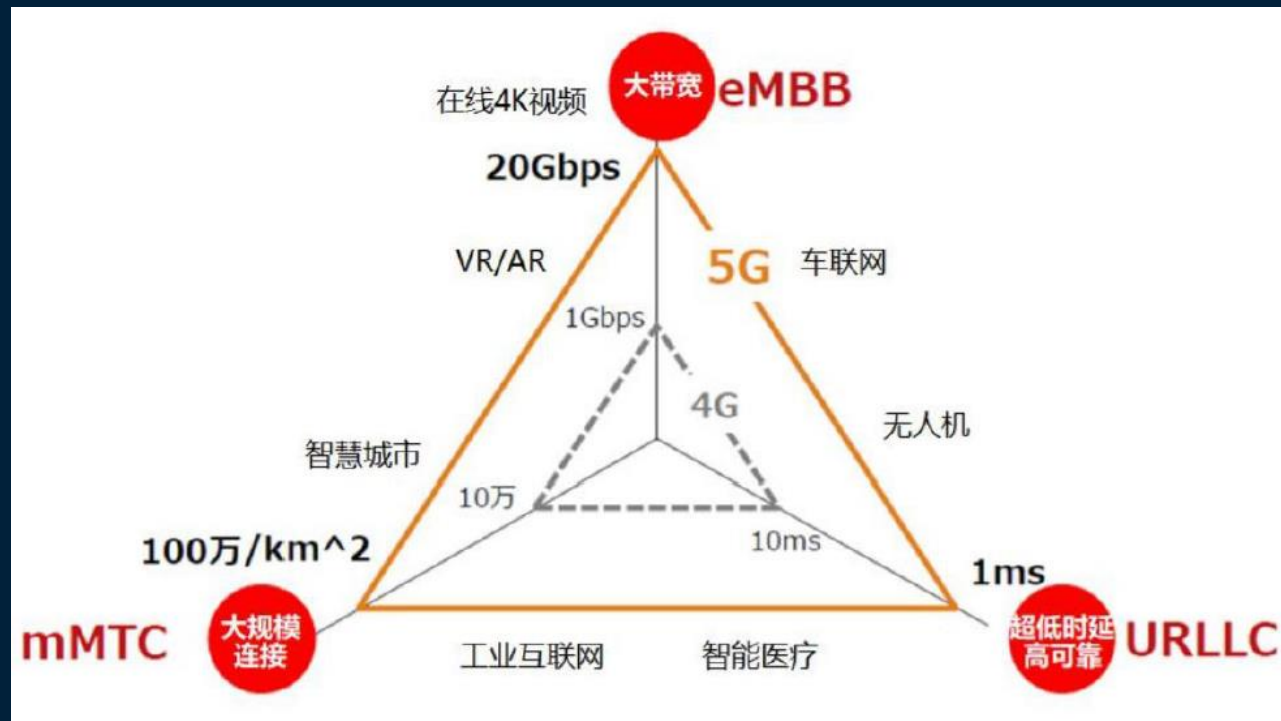 大带宽
eMBB
在线4K视频
20Gbps
VR/AR
5G
车联网
1Gbps
4G
无人机
智慧城市
10万
10ms
100万/km^2
1ms
mMTC
大规模
连接
工业互联网
智能医疗
超低时延
高可靠
URLLC